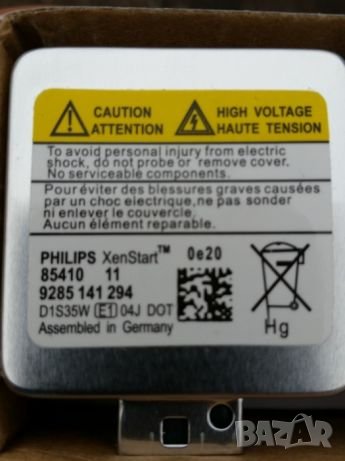 CAUTION
ATTENTION
HIGH VOLTAGE
HAUTE TENSION
To avoid personal injury from electric
shock, do not probe or remove cover.
No serviceable components.
Pour éviter des blessures graves causées
par un choc electrique,ne pas sonder
ni enlever le couvercle.
Aucun élément reparable.
PHILIPS XenStart™ 0e20
85410 11
9285 141 294
D1S35W E1 04J DOT
Assembled in Germany
Hg
BAZAR